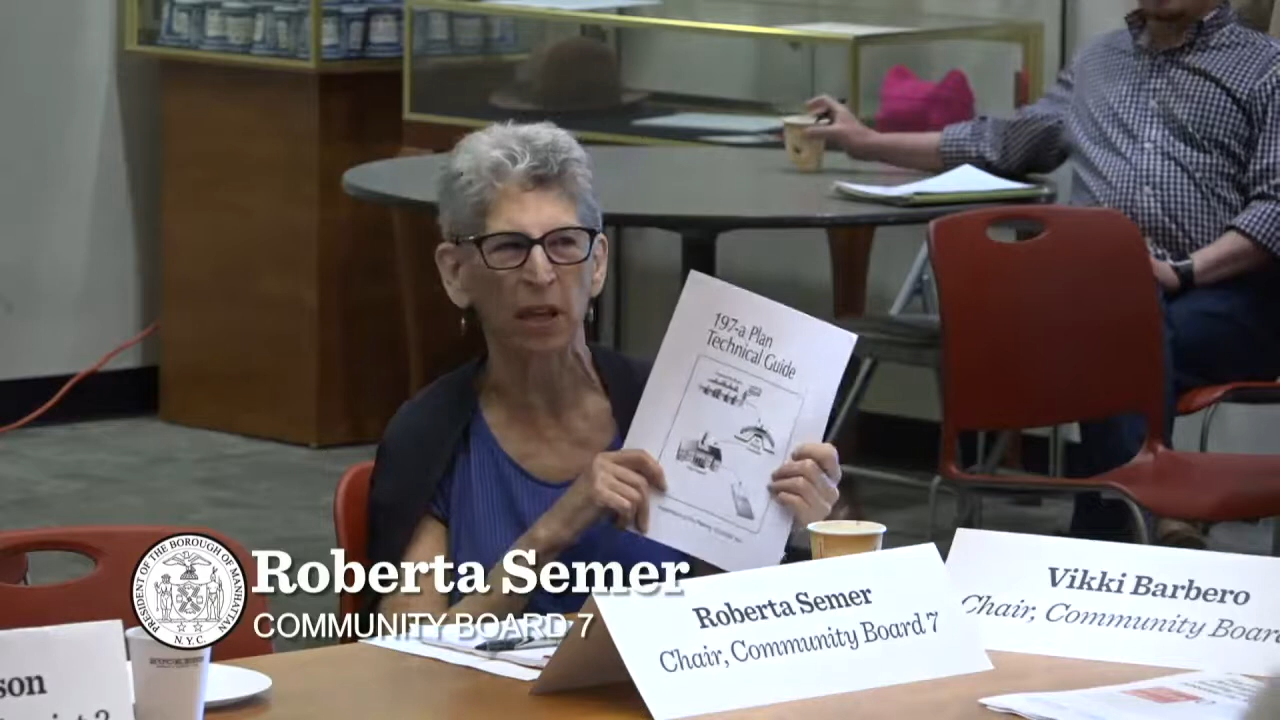 197-a Plan
Technical Guide
PRESIDENT OF THE BOROUGH OF MANHATTAN
N.Y.C.
Roberta Semer
COMMUNITY BOARD 7
Roberta Semer
Chair, Community Board 7
Vikki Barbero
Chair, Community Board
son